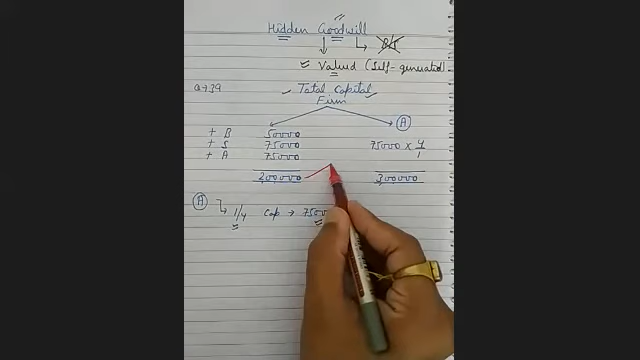 Hidden Goodwill
B/S
Valued (Self-generated
Q→39
Total Capital
Firm
A
+ B 50000
+ S 75000 75000 × 4/1
+ A 75000
200000 300000
A
1/4 Cap → 7500